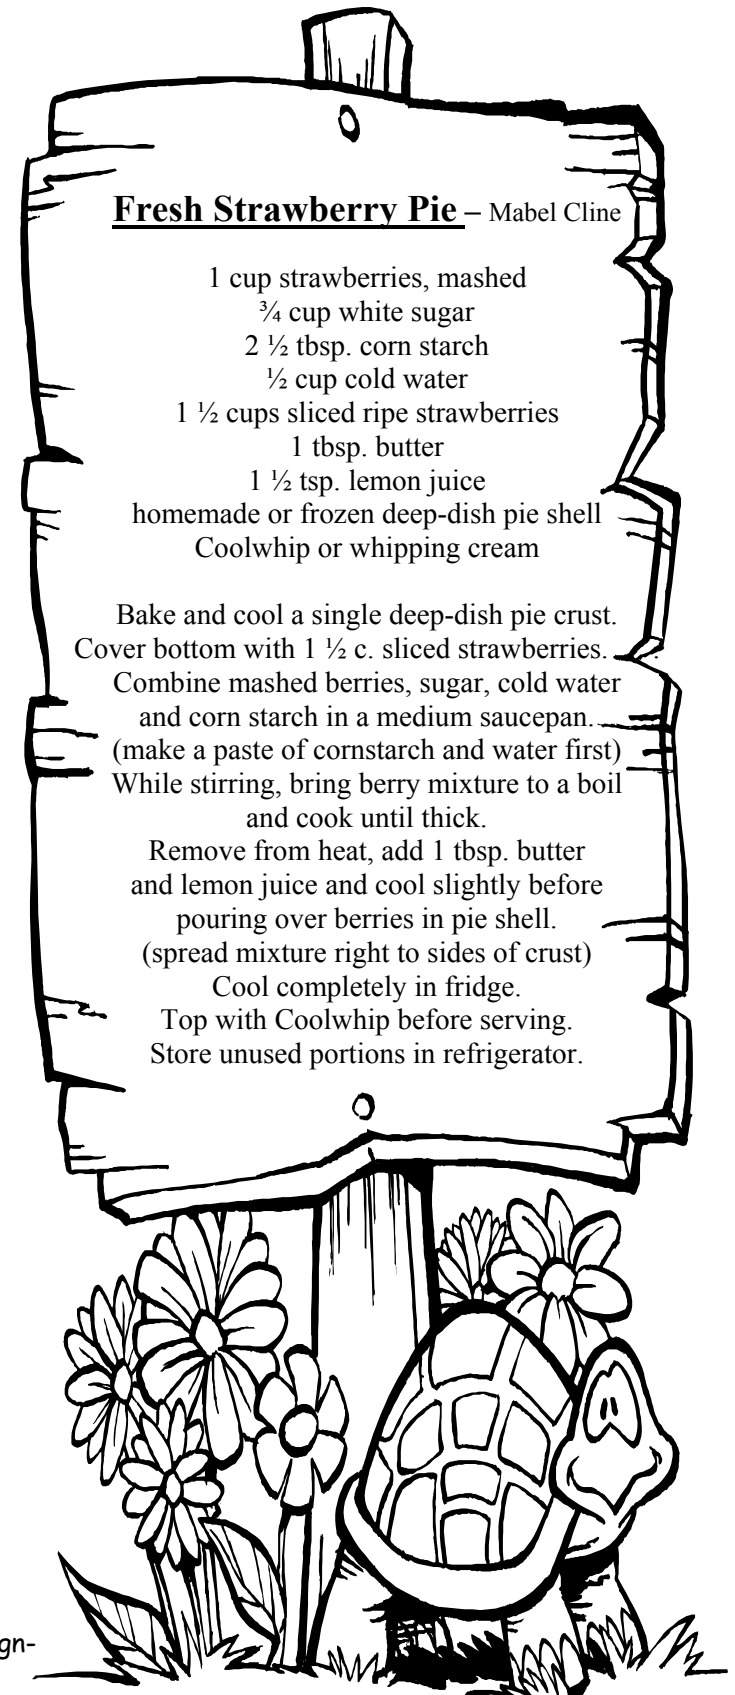 Fresh Strawberry Pie – Mabel Cline
1 cup strawberries, mashed
¾ cup white sugar
2 ½ tbsp. corn starch
½ cup cold water
1 ½ cups sliced ripe strawberries
1 tbsp. butter
1 ½ tsp. lemon juice
homemade or frozen deep-dish pie shell
Coolwhip or whipping cream
Bake and cool a single deep-dish pie crust.
Cover bottom with 1 ½ c. sliced strawberries.
Combine mashed berries, sugar, cold water
and corn starch in a medium saucepan.
(make a paste of cornstarch and water first)
While stirring, bring berry mixture to a boil
and cook until thick.
Remove from heat, add 1 tbsp. butter
and lemon juice and cool slightly before
pouring over berries in pie shell.
(spread mixture right to sides of crust)
Cool completely in fridge.
Top with Coolwhip before serving.
Store unused portions in refrigerator.
gn-